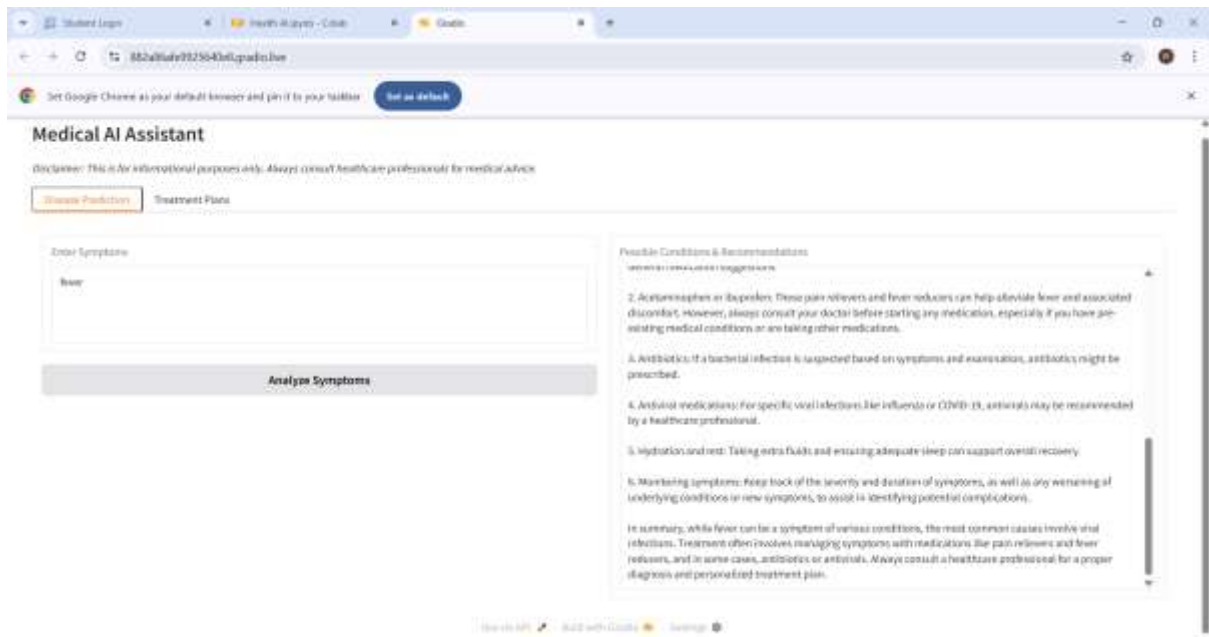 Student Login
Health AI.ipynb - Colab
Gradio
.gradio.live
Set Google Chrome as your default browser and pin it to your taskbar
Set as default
Medical AI Assistant
Disclaimer: This is for informational purposes only. Always consult healthcare professionals for medical advice.
Disease Prediction
Treatment Plans
Enter Symptoms
fever
Analyze Symptoms
Possible Conditions & Recommendations
General medication suggestions
2. Acetaminophen or ibuprofen: These pain relievers and fever reducers can help alleviate fever and associated
discomfort. However, always consult your doctor before starting any medication, especially if you have pre-
existing medical conditions or are taking other medications.
3. Antibiotics: If a bacterial infection is suspected based on symptoms and examination, antibiotics might be
prescribed.
4. Antiviral medications: For specific viral infections like influenza or COVID-19, antivirals may be recommended
by a healthcare professional.
5. Hydration and rest: Taking extra fluids and ensuring adequate sleep can support overall recovery.
6. Monitoring symptoms: Keep track of the severity and duration of symptoms, as well as any worsening of
underlying conditions or new symptoms, to assist in identifying potential complications.
In summary, while fever can be a symptom of various conditions, the most common causes involve viral
infections. Treatment often involves managing symptoms with medications like pain relievers and fever
reducers, and in some cases, antibiotics or antivirals. Always consult a healthcare professional for a proper
diagnosis and personalized treatment plan.
Use via API
Built with Gradio
Settings